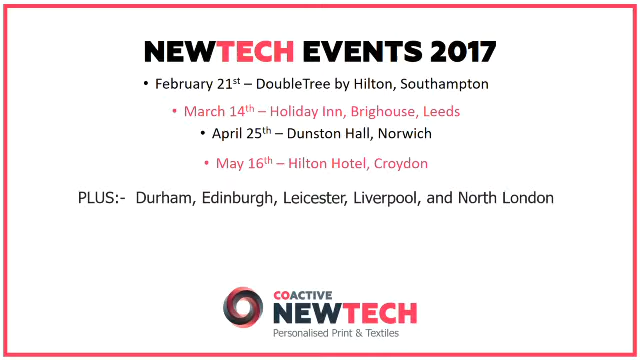 NEWTECH EVENTS 2017
• February 21st – DoubleTree by Hilton, Southampton
• March 14th – Holiday Inn, Brighouse, Leeds
• April 25th – Dunston Hall, Norwich
• May 16th – Hilton Hotel, Croydon
PLUS:- Durham, Edinburgh, Leicester, Liverpool, and North London
COACTIVE
NEWTECH
Personalised Print & Textiles